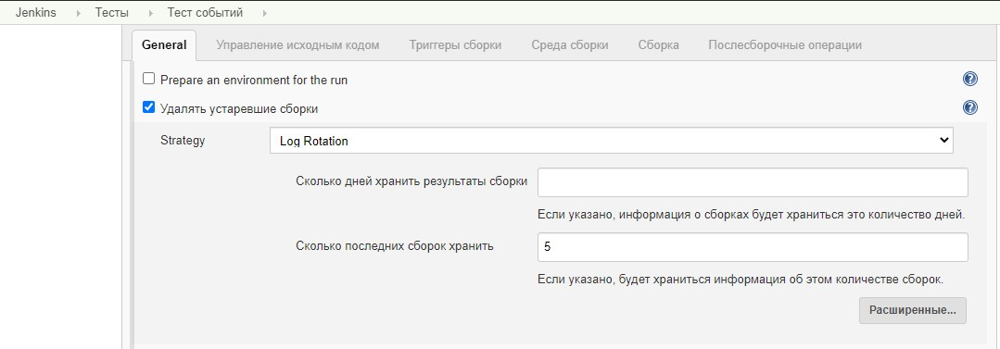 Jenkins Тесты Тест событий
General Управление исходным кодом Триггеры сборки Среда сборки Сборка Послесборочные операции
Prepare an environment for the run
Удалять устаревшие сборки
Strategy Log Rotation
Сколько дней хранить результаты сборки
Если указано, информация о сборках будет храниться это количество дней.
Сколько последних сборок хранить 5
Если указано, будет храниться информация об этом количестве сборок.
Расширенные...